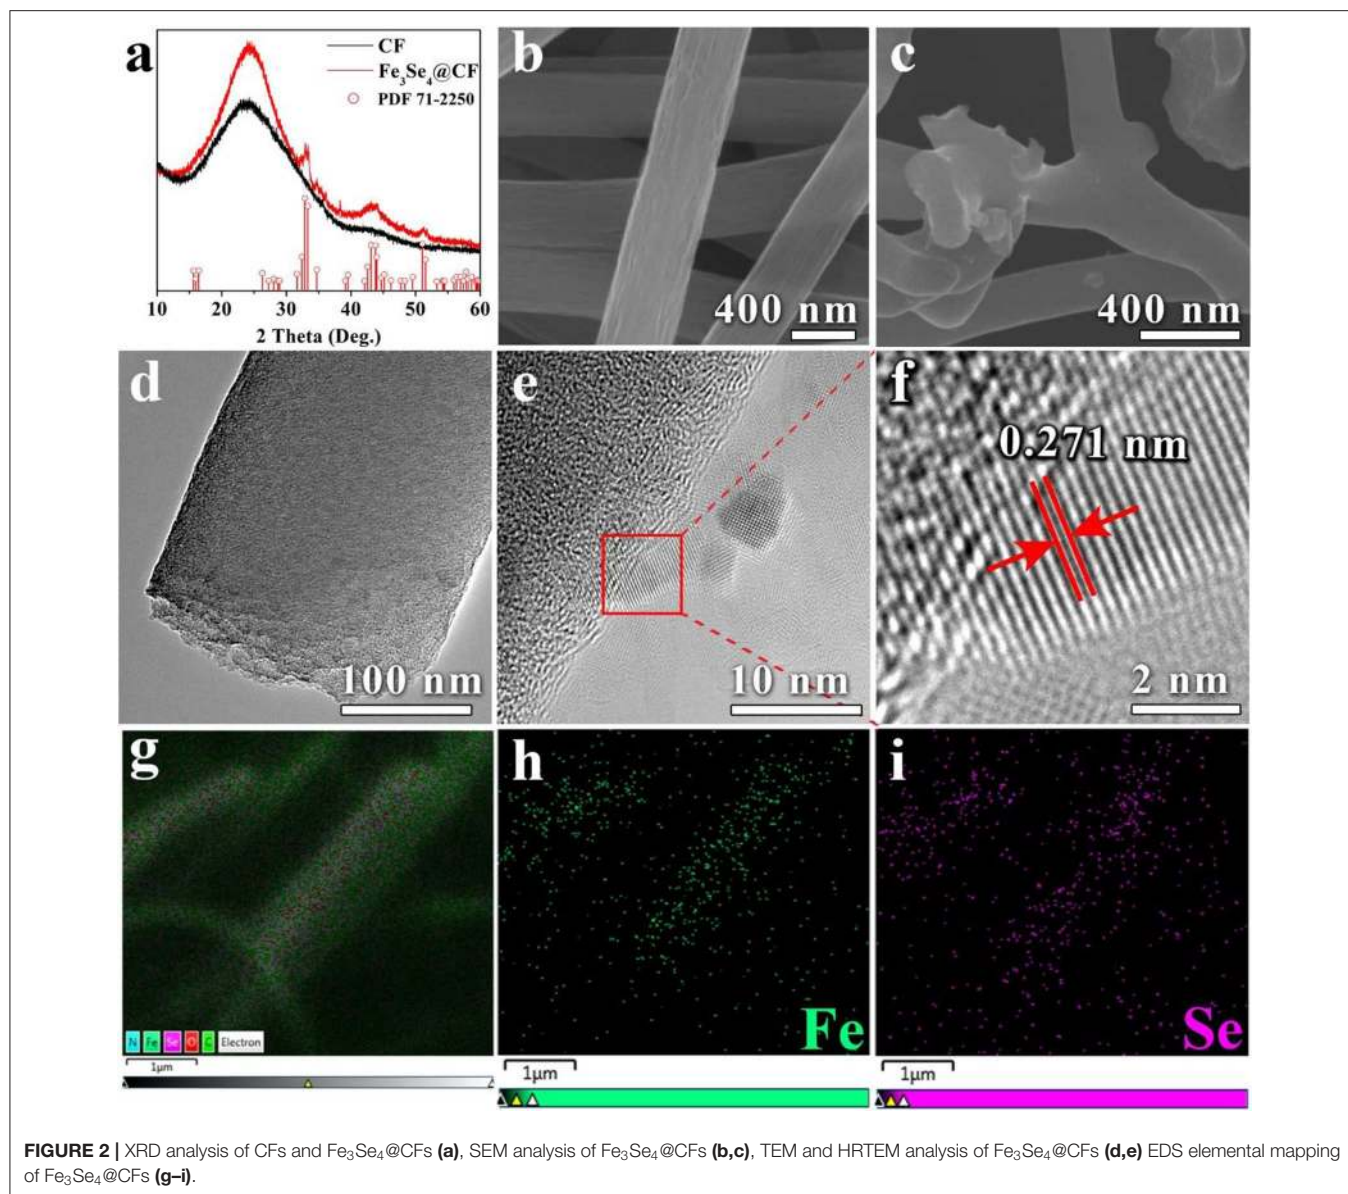 a
CF
Fe₃Se₄@CF
PDF 71-2250
10 20 30 40 50 60
2 Theta (Deg.)
b
400 nm
c
400 nm
d
100 nm
e
10 nm
f
0.271 nm
2 nm
g
N Fe Se O C Electron
1µm
h
Fe
1µm
i
Se
1µm
FIGURE 2 | XRD analysis of CFs and Fe₃Se₄@CFs (a), SEM analysis of Fe₃Se₄@CFs (b,c), TEM and HRTEM analysis of Fe₃Se₄@CFs (d,e) EDS elemental mapping
of Fe₃Se₄@CFs (g–i).